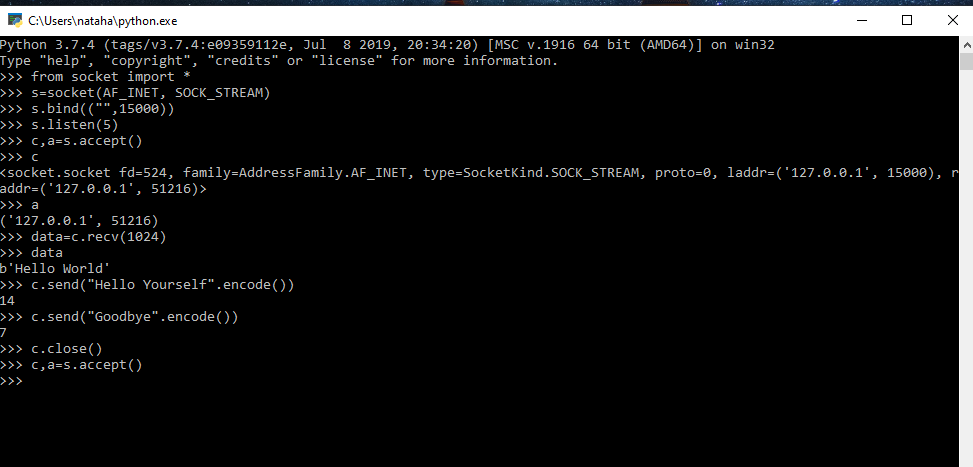 C:\Users\nataha\python.exe
Python 3.7.4 (tags/v3.7.4:e09359112e, Jul  8 2019, 20:34:20) [MSC v.1916 64 bit (AMD64)] on win32
Type "help", "copyright", "credits" or "license" for more information.
>>> from socket import *
>>> s=socket(AF_INET, SOCK_STREAM)
>>> s.bind(("",15000))
>>> s.listen(5)
>>> c,a=s.accept()
>>> c
<socket.socket fd=524, family=AddressFamily.AF_INET, type=SocketKind.SOCK_STREAM, proto=0, laddr=('127.0.0.1', 15000), r
addr=('127.0.0.1', 51216)>
>>> a
('127.0.0.1', 51216)
>>> data=c.recv(1024)
>>> data
b'Hello World'
>>> c.send("Hello Yourself".encode())
14
>>> c.send("Goodbye".encode())
7
>>> c.close()
>>> c,a=s.accept()
>>>